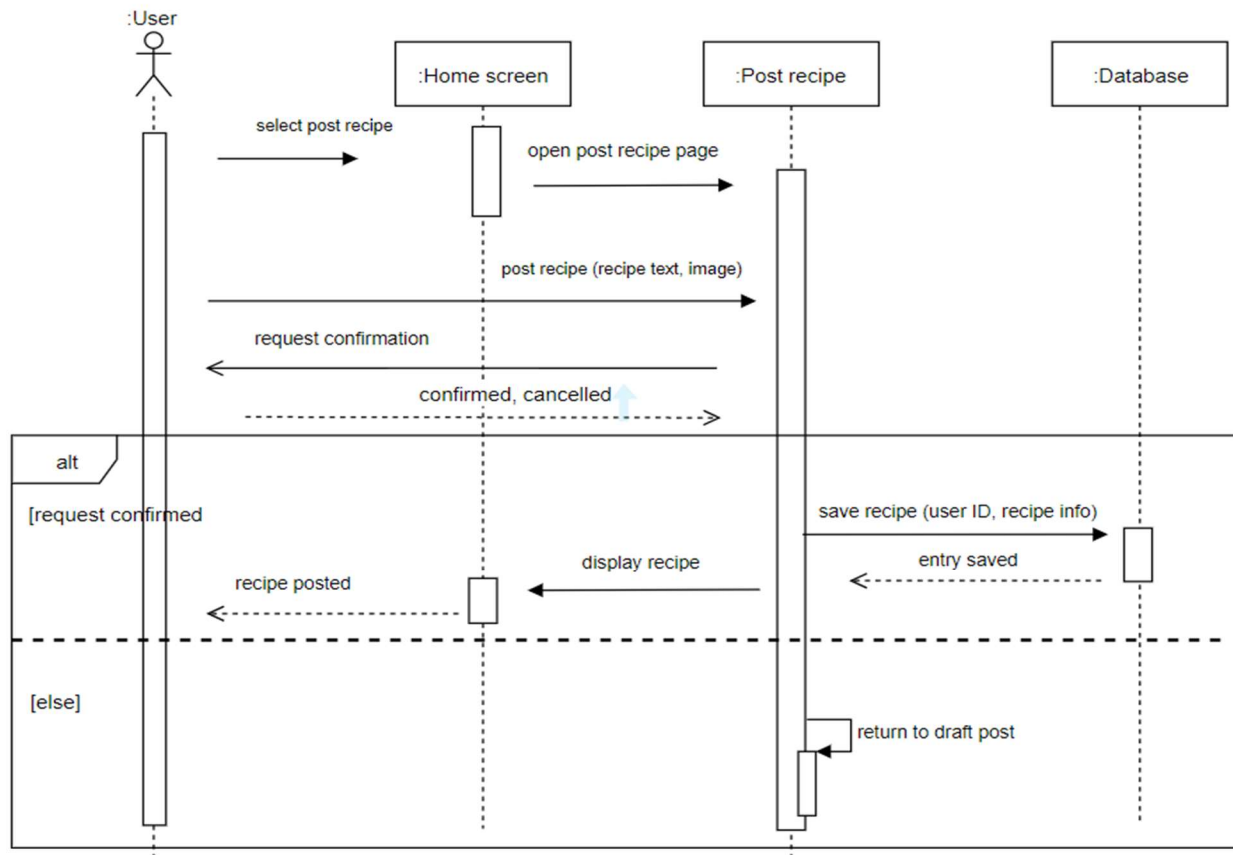 :User
:Home screen
:Post recipe
:Database
select post recipe
open post recipe page
post recipe (recipe text, image)
request confirmation
confirmed, cancelled
alt
[request confirmed
save recipe (user ID, recipe info)
entry saved
display recipe
recipe posted
[else]
return to draft post